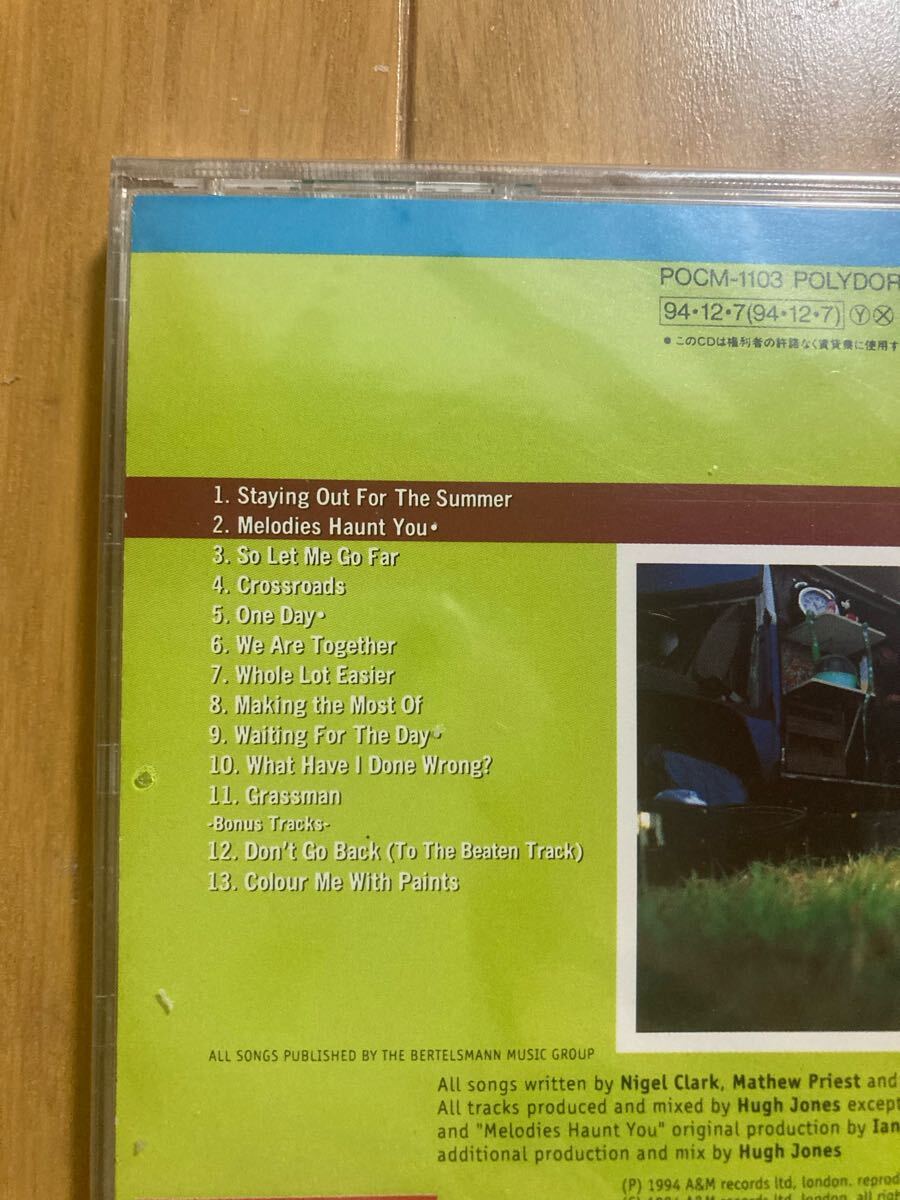 POCM-1103 POLYDOR
94・12・7(94・12・7) Ⓨ Ⓧ
● このCDは権利者の許諾なく賃貸業に使用す
1. Staying Out For The Summer
2. Melodies Haunt You•
3. So Let Me Go Far
4. Crossroads
5. One Day•
6. We Are Together
7. Whole Lot Easier
8. Making the Most Of
9. Waiting For The Day•
10. What Have I Done Wrong?
11. Grassman
-Bonus Tracks-
12. Don't Go Back (To The Beaten Track)
13. Colour Me With Paints
ALL SONGS PUBLISHED BY THE BERTELSMANN MUSIC GROUP
All songs written by Nigel Clark, Mathew Priest and
All tracks produced and mixed by Hugh Jones except
and "Melodies Haunt You" original production by Ian
additional production and mix by Hugh Jones
(P) 1994 A&M records ltd, london. reprod
(C) 1994 A&M records ltd, london. all righ